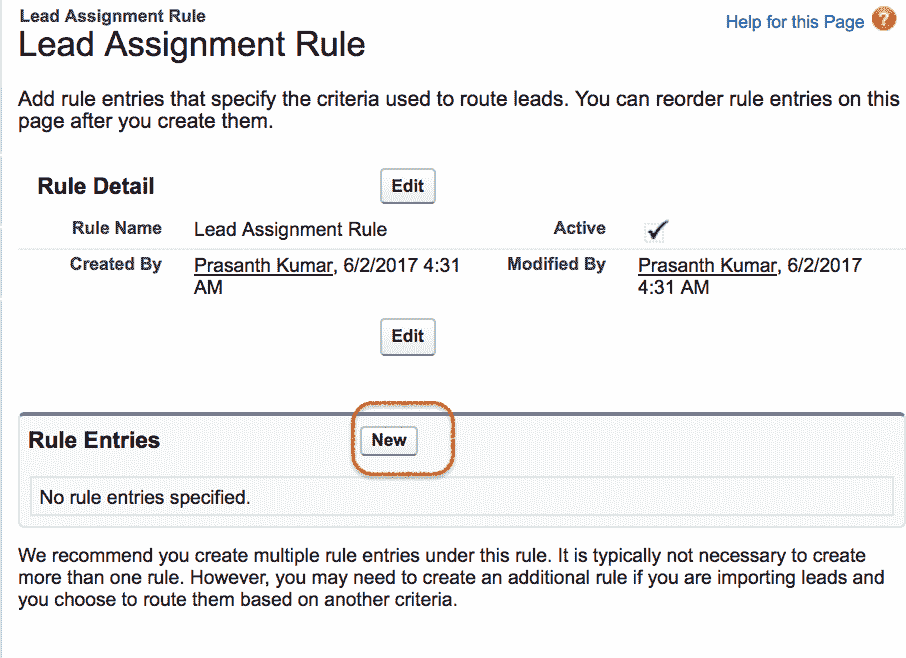 Lead Assignment Rule
Help for this Page ?
Lead Assignment Rule
Add rule entries that specify the criteria used to route leads. You can reorder rule entries on this
page after you create them.
Rule Detail Edit
Rule Name Lead Assignment Rule Active
Created By Prasanth Kumar, 6/2/2017 4:31 Modified By Prasanth Kumar, 6/2/2017
AM 4:31 AM
Edit
Rule Entries New
No rule entries specified.
We recommend you create multiple rule entries under this rule. It is typically not necessary to create
more than one rule. However, you may need to create an additional rule if you are importing leads and
you choose to route them based on another criteria.